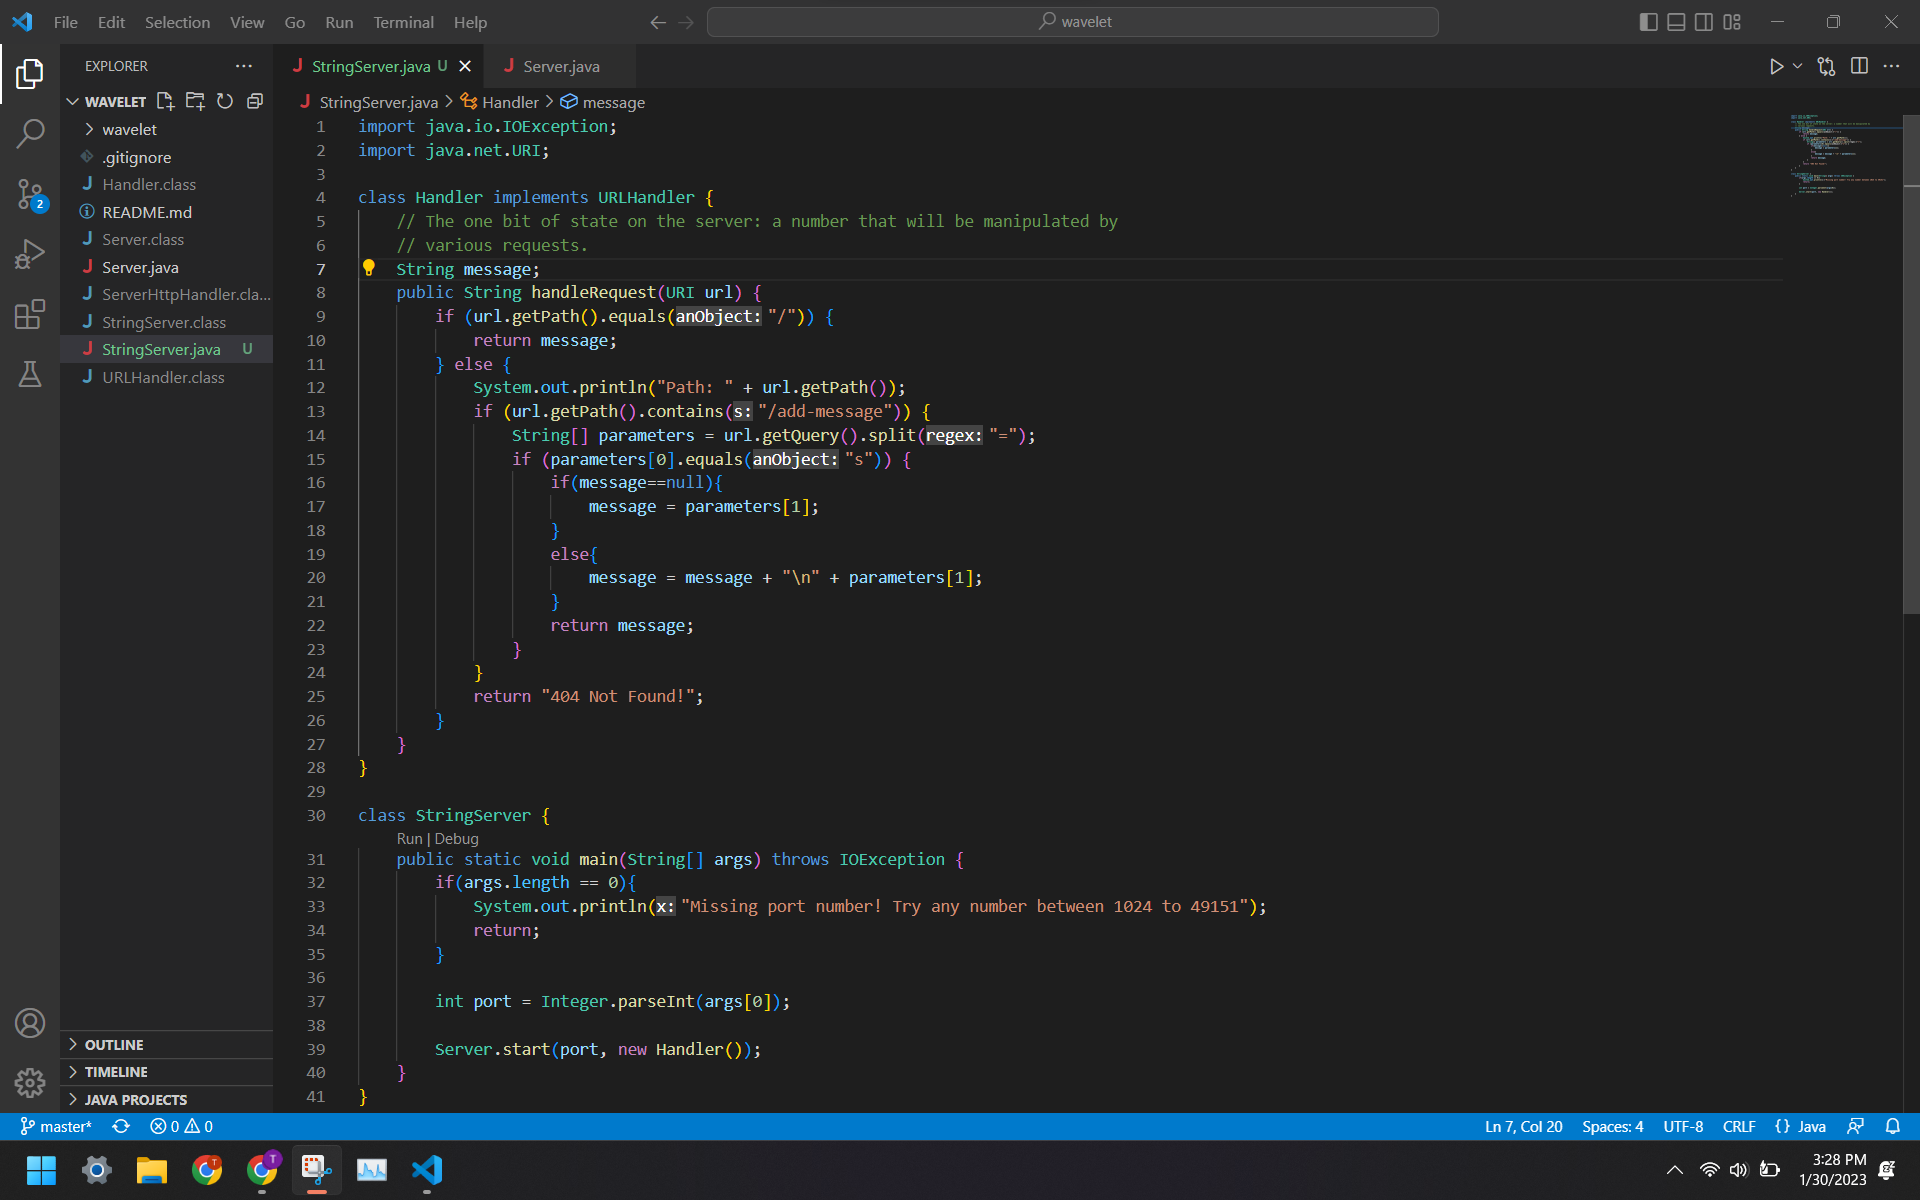 File Edit Selection View Go Run Terminal Help
wavelet
EXPLORER
WAVELET
wavelet
.gitignore
Handler.class
README.md
Server.class
Server.java
ServerHttpHandler.cla...
StringServer.class
StringServer.java U
URLHandler.class
OUTLINE
TIMELINE
JAVA PROJECTS
StringServer.java U Server.java
StringServer.java > Handler > message
1 import java.io.IOException;
2 import java.net.URI;
3
4 class Handler implements URLHandler {
5 // The one bit of state on the server: a number that will be manipulated by
6 // various requests.
7 String message;
8 public String handleRequest(URI url) {
9 if (url.getPath().equals(anObject: "/")) {
10 return message;
11 } else {
12 System.out.println("Path: " + url.getPath());
13 if (url.getPath().contains(s: "/add-message")) {
14 String[] parameters = url.getQuery().split(regex: "=");
15 if (parameters[0].equals(anObject: "s")) {
16 if(message==null){
17 message = parameters[1];
18 }
19 else{
20 message = message + "\n" + parameters[1];
21 }
22 return message;
23 }
24 }
25 return "404 Not Found!";
26 }
27 }
28 }
29
30 class StringServer {
Run | Debug
31 public static void main(String[] args) throws IOException {
32 if(args.length == 0){
33 System.out.println(x: "Missing port number! Try any number between 1024 to 49151");
34 return;
35 }
36
37 int port = Integer.parseInt(args[0]);
38
39 Server.start(port, new Handler());
40 }
41 }
2
master* 0 0 Ln 7, Col 20 Spaces: 4 UTF-8 CRLF {} Java
T T
3:28 PM
1/30/2023